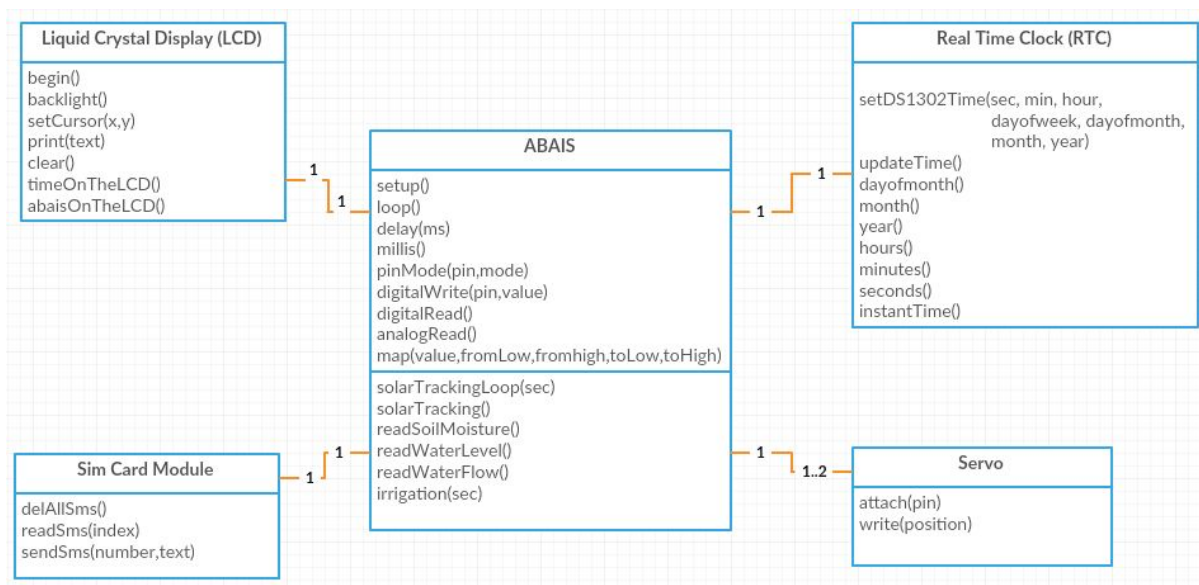 Liquid Crystal Display (LCD)
begin()
backlight()
setCursor(x,y)
print(text)
clear()
timeOnTheLCD()
abaisOnTheLCD()
1
1
ABAIS
setup()
loop()
delay(ms)
millis()
pinMode(pin,mode)
digitalWrite(pin,value)
digitalRead()
analogRead()
map(value,fromLow,fromhigh,toLow,toHigh)
solarTrackingLoop(sec)
solarTracking()
readSoilMoisture()
readWaterLevel()
readWaterFlow()
irrigation(sec)
1
1
Real Time Clock (RTC)
setDS1302Time(sec, min, hour,
dayofweek, dayofmonth,
month, year)
updateTime()
dayofmonth()
month()
year()
hours()
minutes()
seconds()
instantTime()
Sim Card Module
delAllSms()
readSms(index)
sendSms(number,text)
1
1
1
1..2
Servo
attach(pin)
write(position)